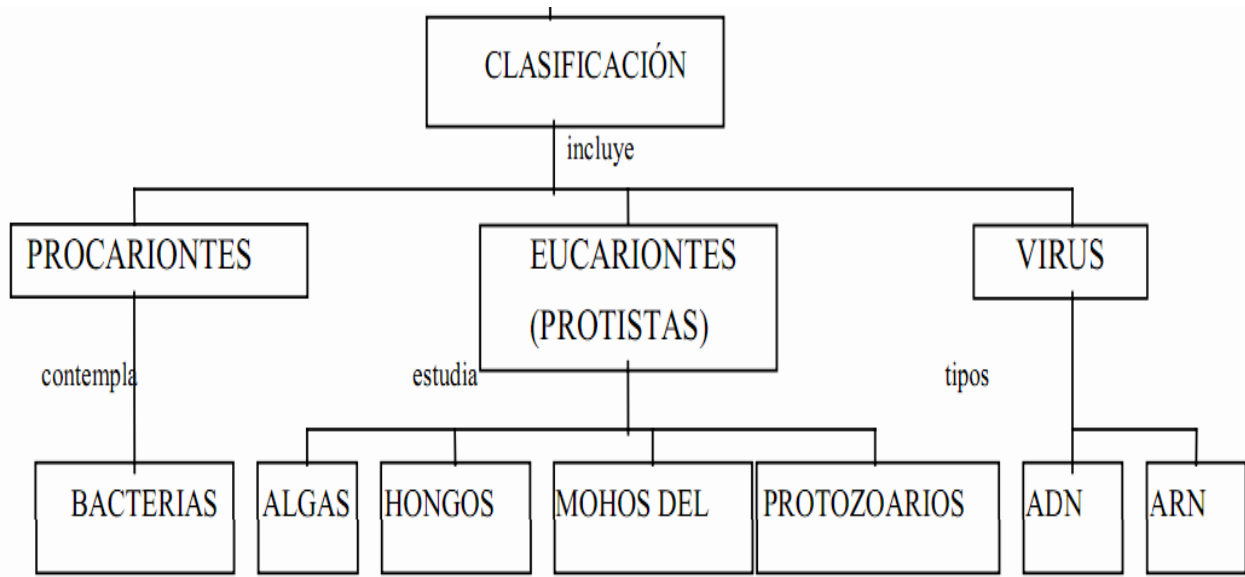 CLASIFICACIÓN
incluye
PROCARIONTES
EUCARIONTES
(PROTISTAS)
VIRUS
contempla
estudia
tipos
BACTERIAS
ALGAS
HONGOS
MOHOS DEL
PROTOZOARIOS
ADN
ARN